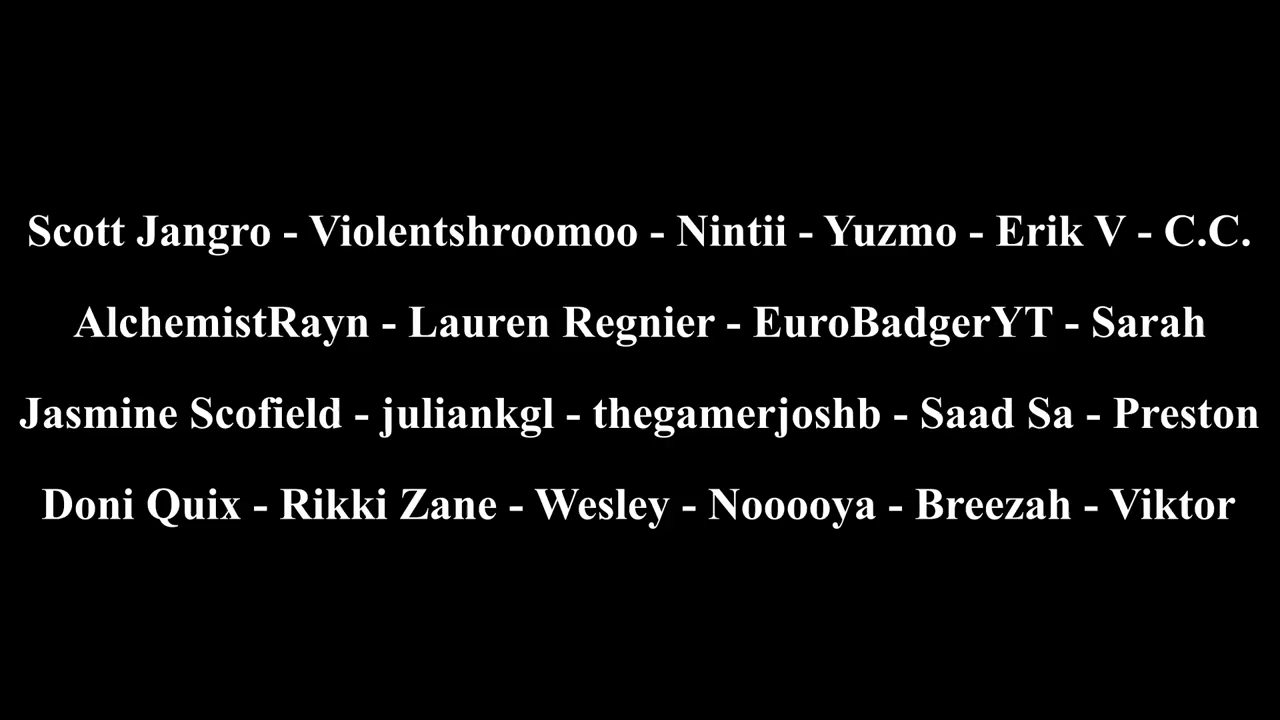 Scott Jangro - Violentshroomoo - Nintii - Yuzmo - Erik V - C.C.
AlchemistRayn - Lauren Regnier - EuroBadgerYT - Sarah
Jasmine Scofield - juliankgl - thegamerjoshb - Saad Sa - Preston
Doni Quix - Rikki Zane - Wesley - Nooooya - Breezah - Viktor